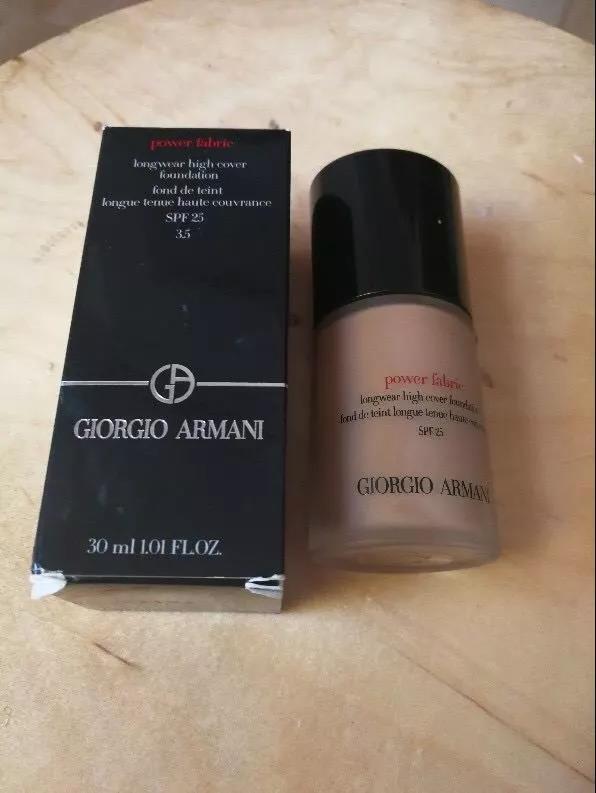 power fabric
longwear high cover
foundation
fond de teint
longue tenue haute couvrance
SPF 25
3.5
GA
GIORGIO ARMANI
30 ml 1.01 FL.OZ.
power fabric
longwear high cover foundation
fond de teint longue tenue haute
SPF 25
GIORGIO ARMANI